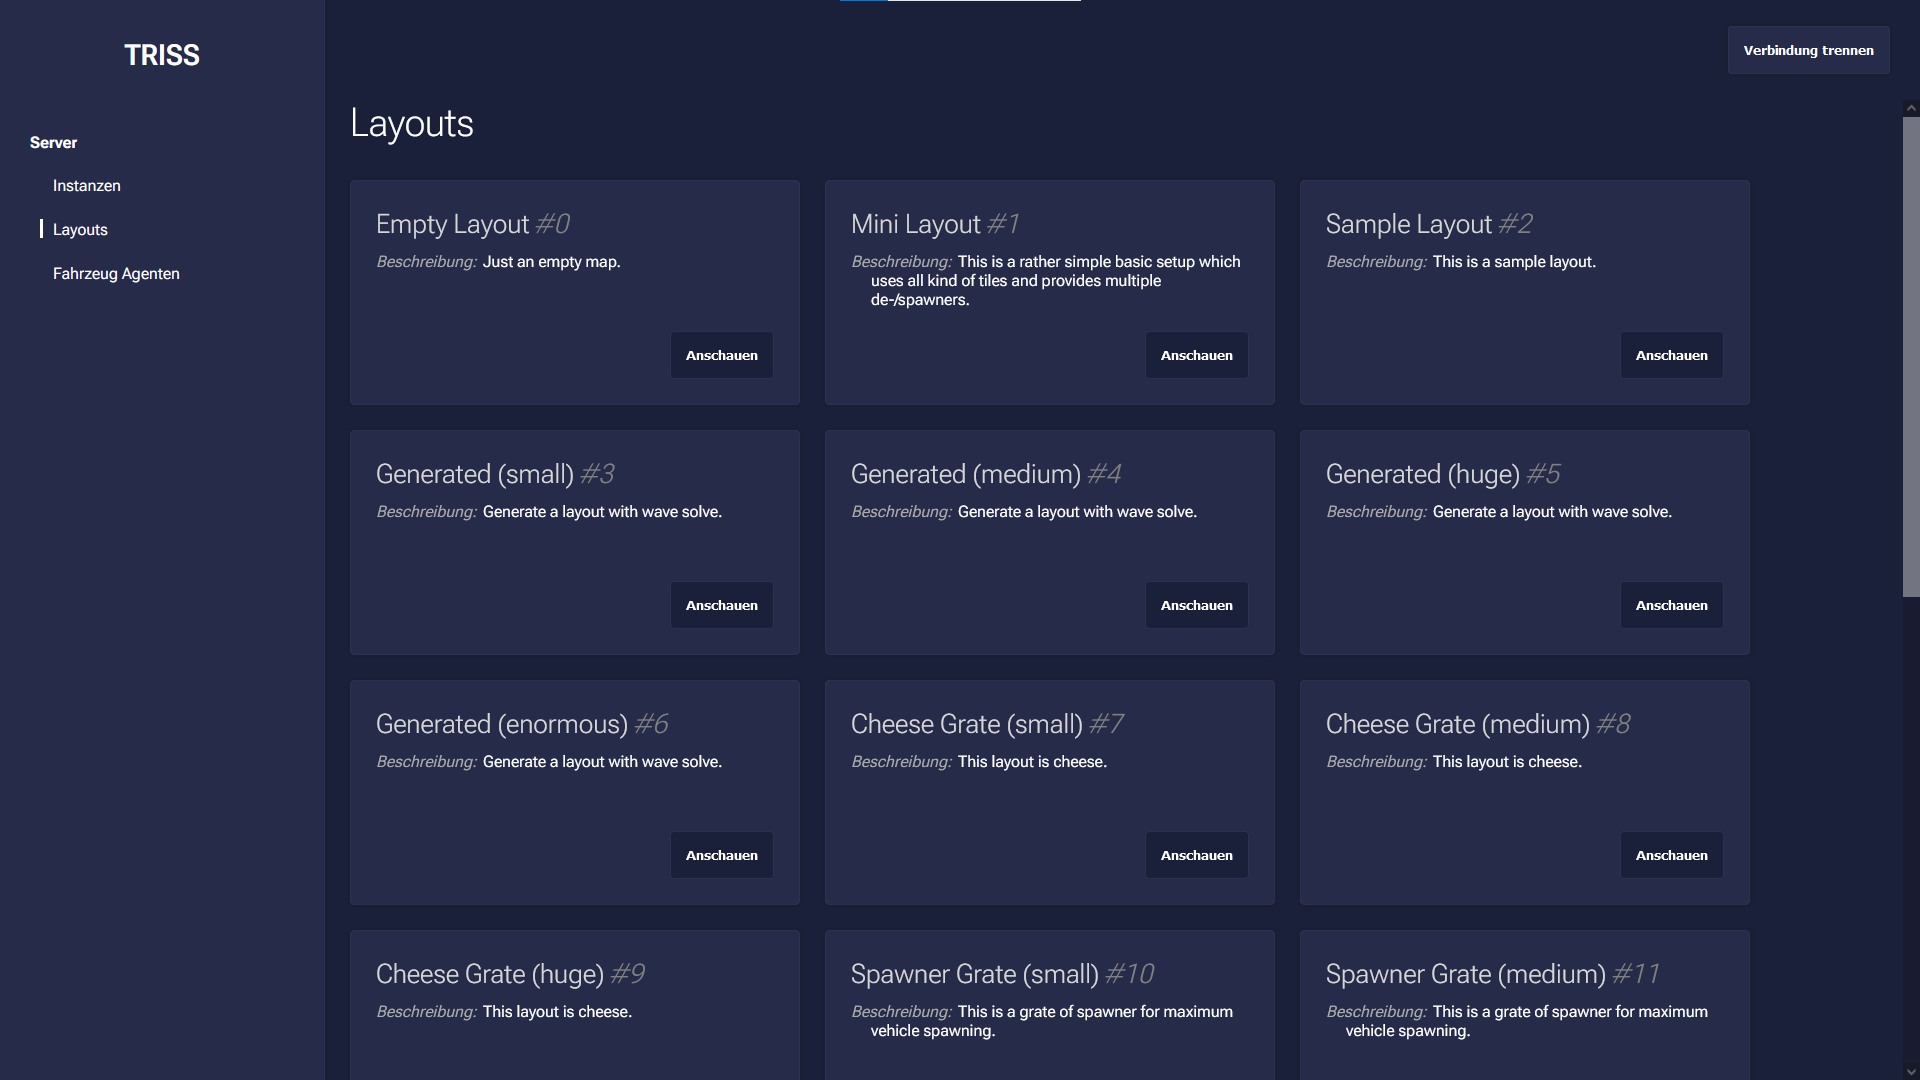 TRISS
Verbindung trennen
Server
Instanzen
Layouts
Fahrzeug Agenten
Layouts
Empty Layout #0
Beschreibung: Just an empty map.
Anschauen
Mini Layout #1
Beschreibung: This is a rather simple basic setup which
uses all kind of tiles and provides multiple
de-/spawners.
Anschauen
Sample Layout #2
Beschreibung: This is a sample layout.
Anschauen
Generated (small) #3
Beschreibung: Generate a layout with wave solve.
Anschauen
Generated (medium) #4
Beschreibung: Generate a layout with wave solve.
Anschauen
Generated (huge) #5
Beschreibung: Generate a layout with wave solve.
Anschauen
Generated (enormous) #6
Beschreibung: Generate a layout with wave solve.
Anschauen
Cheese Grate (small) #7
Beschreibung: This layout is cheese.
Anschauen
Cheese Grate (medium) #8
Beschreibung: This layout is cheese.
Anschauen
Cheese Grate (huge) #9
Beschreibung: This layout is cheese.
Spawner Grate (small) #10
Beschreibung: This is a grate of spawner for maximum
vehicle spawning.
Spawner Grate (medium) #11
Beschreibung: This is a grate of spawner for maximum
vehicle spawning.